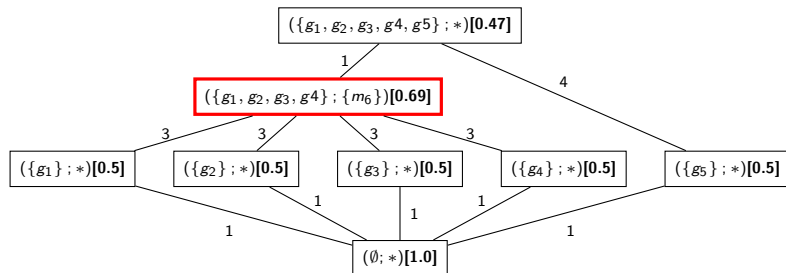 ({g₁, g₂, g₃, g4, g5} ; ∗)[0.47]
1
4
({g₁, g₂, g₃, g4} ; {m₆})[0.69]
3 3 3 3
({g₁} ; ∗)[0.5] ({g₂} ; ∗)[0.5] ({g₃} ; ∗)[0.5] ({g₄} ; ∗)[0.5] ({g₅} ; ∗)[0.5]
1 1 1 1 1
(∅; ∗)[1.0]